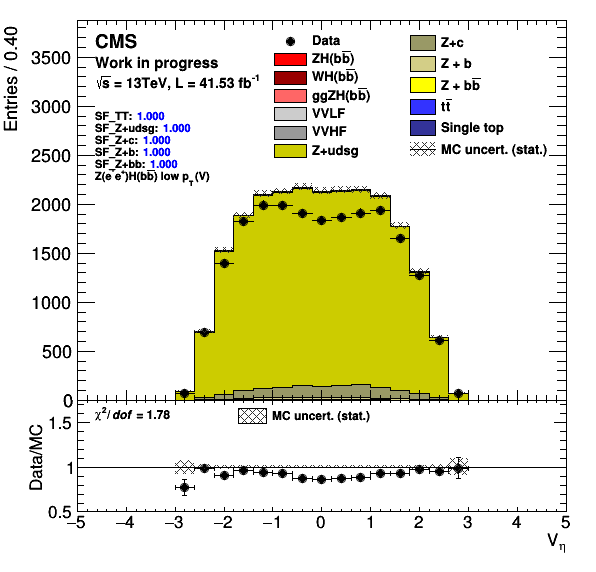 CMS
Work in progress
√s = 13TeV, L = 41.53 fb⁻¹
SF_TT: 1.000
SF_Z+udsg: 1.000
SF_Z+c: 1.000
SF_Z+b: 1.000
SF_Z+bb: 1.000
Z(e⁻e⁺)H(bb̅) low p_T(V)
Data
ZH(bb̅)
WH(bb̅)
ggZH(bb̅)
VVLF
VVHF
Z+udsg
Z+c
Z + b
Z + bb̅
tt̅
Single top
MC uncert. (stat.)
Entries / 0.40
3500
3000
2500
2000
1500
1000
500
0
χ²/dof = 1.78
MC uncert. (stat.)
Data/MC
1.5
1
0.5
−5 −4 −3 −2 −1 0 1 2 3 4 5
V_η